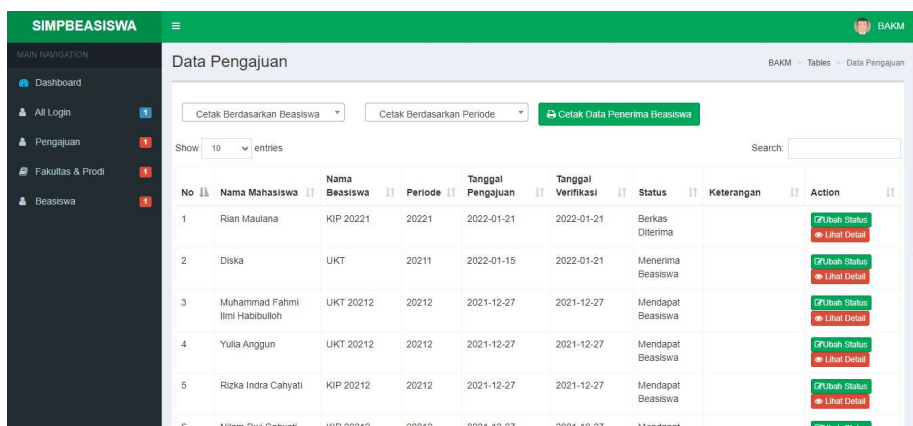 SIMPBEASISWA
BAKM
MAIN NAVIGATION
Dashboard
All Login 1
Pengajuan 1
Fakultas & Prodi 1
Beasiswa 1
Data Pengajuan
BAKM > Tables > Data Pengajuan
Cetak Berdasarkan Beasiswa
Cetak Berdasarkan Periode
Cetak Data Penerima Beasiswa
Show 10 entries
Search:
No Nama Mahasiswa Nama Beasiswa Periode Tanggal Pengajuan Tanggal Verifikasi Status Keterangan Action
1 Rian Maulana KIP 20221 20221 2022-01-21 2022-01-21 Berkas Diterima Ubah Status
Lihat Detail
2 Diska UKT 20211 2022-01-15 2022-01-21 Menerima Beasiswa Ubah Status
Lihat Detail
3 Muhammad Fahmi Ilmi Habibulloh UKT 20212 20212 2021-12-27 2021-12-27 Mendapat Beasiswa Ubah Status
Lihat Detail
4 Yulia Anggun UKT 20212 20212 2021-12-27 2021-12-27 Mendapat Beasiswa Ubah Status
Lihat Detail
5 Rizka Indra Cahyati KIP 20212 20212 2021-12-27 2021-12-27 Mendapat Beasiswa Ubah Status
Lihat Detail